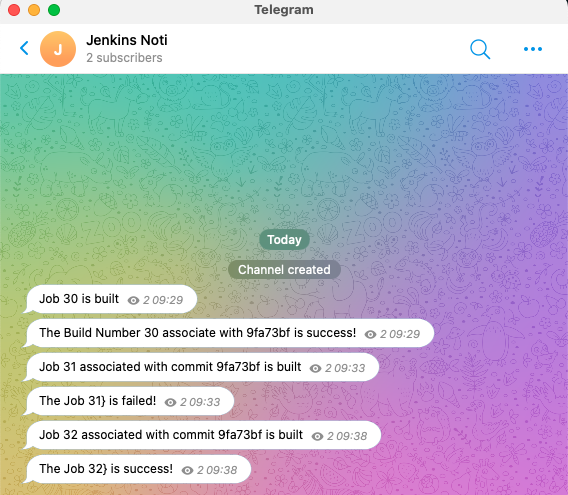 Telegram
J
Jenkins Noti
2 subscribers
Today
Channel created
Job 30 is built 2 09:29
The Build Number 30 associate with 9fa73bf is success! 2 09:29
Job 31 associated with commit 9fa73bf is built 2 09:33
The Job 31} is failed! 2 09:33
Job 32 associated with commit 9fa73bf is built 2 09:38
The Job 32} is success! 2 09:38